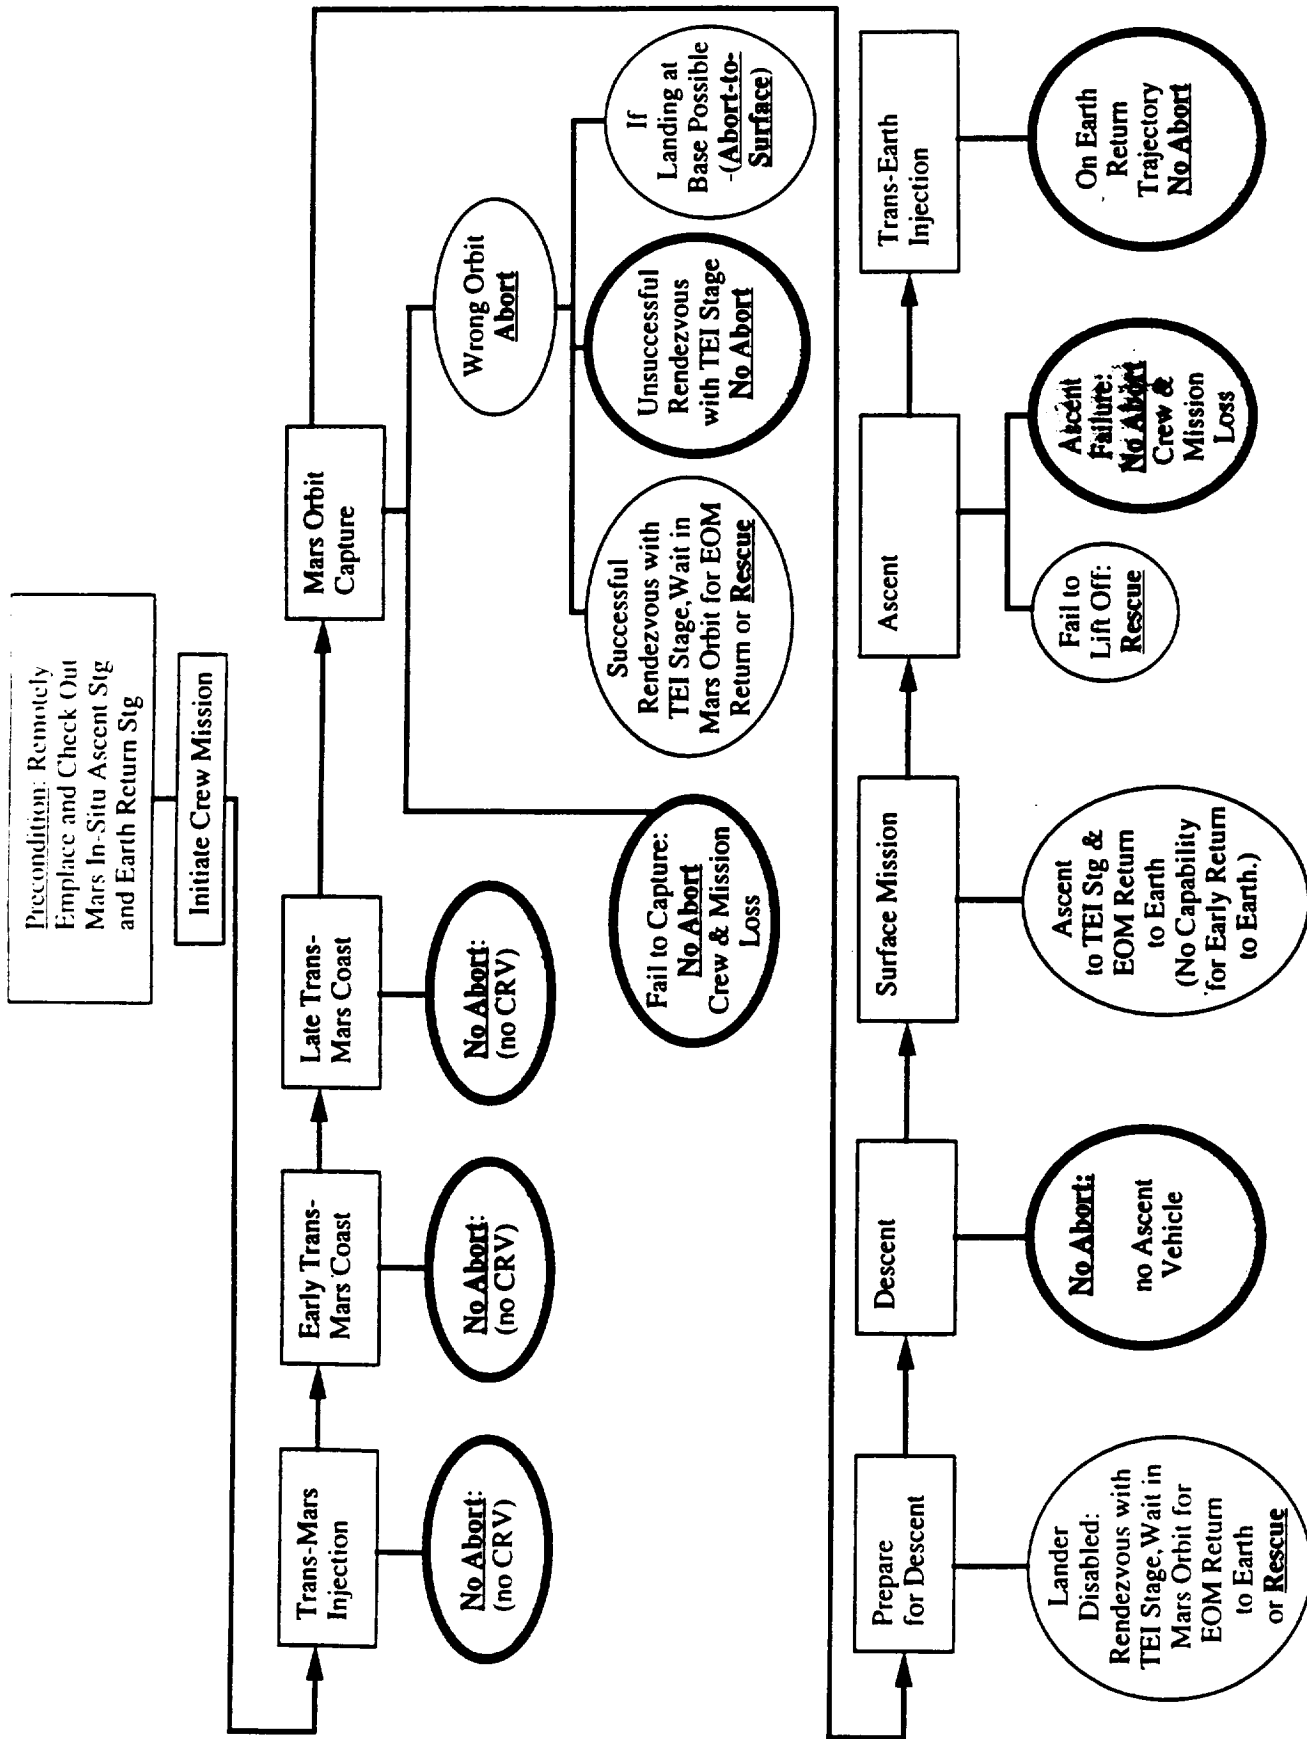 Precondition: Remotely
Emplace and Check Out
Mars In-Situ Ascent Stg
and Earth Return Stg
Initiate Crew Mission
Trans-Mars
Injection
No Abort:
(no CRV)
Early Trans-
Mars Coast
No Abort:
(no CRV)
Late Trans-
Mars Coast
No Abort:
(no CRV)
Mars Orbit
Capture
Fail to Capture:
No Abort
Crew & Mission
Loss
Wrong Orbit
Abort
Successful
Rendezvous with
TEI Stage, Wait in
Mars Orbit for EOM
Return or Rescue
Unsuccessful
Rendezvous
with TEI Stage
No Abort
If
Landing at
Base Possible
-(Abort-to-
Surface)
Prepare
for Descent
Lander
Disabled:
Rendezvous with
TEI Stage, Wait in
Mars Orbit for
EOM Return
to Earth
or Rescue
Descent
No Abort:
no Ascent
Vehicle
Surface Mission
Ascent
to TEI Stg &
EOM Return
to Earth
(No Capability
for Early Return
to Earth.)
Ascent
Fail to
Lift Off:
Rescue
Ascent
Failure:
No Abort
Crew &
Mission
Loss
Trans-Earth
Injection
On Earth
Return
Trajectory
No Abort